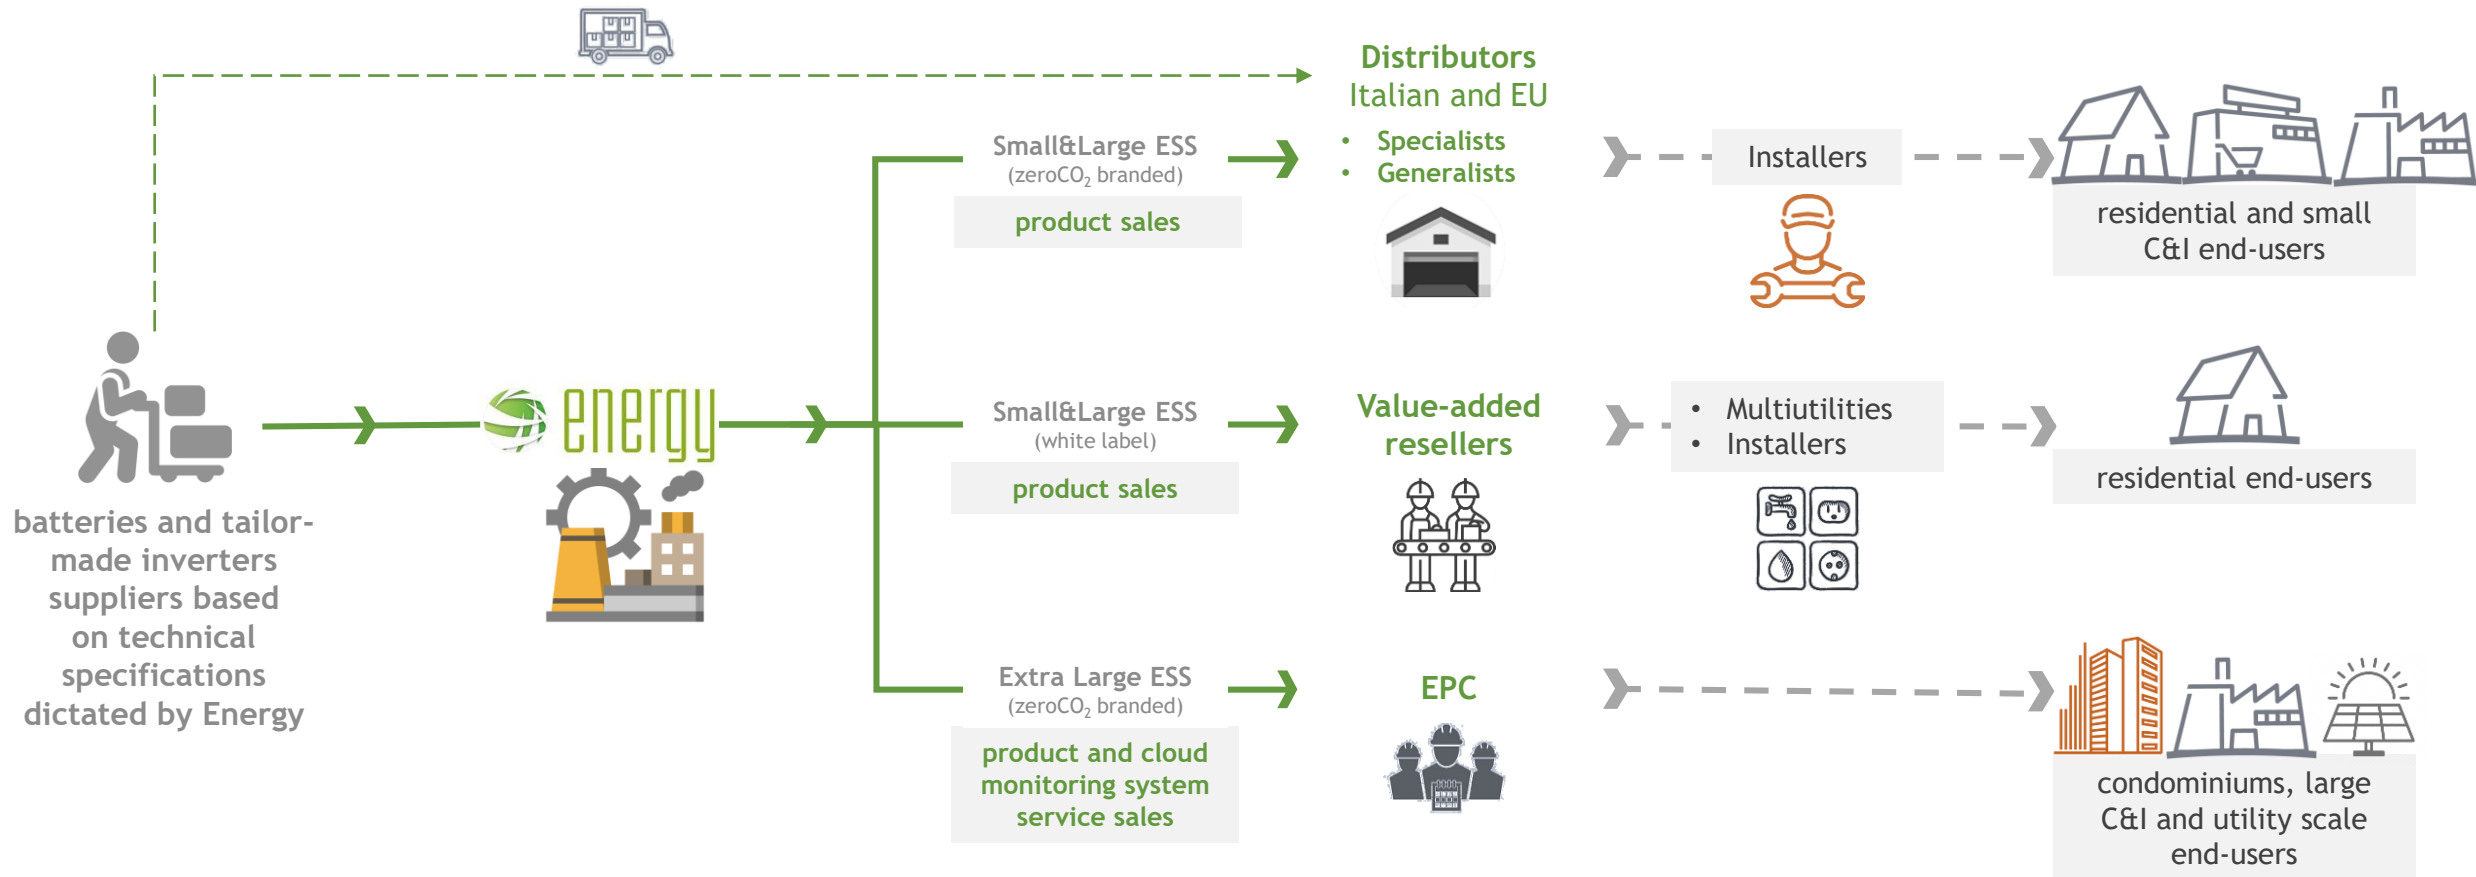 Distributors
Italian and EU
• Specialists
• Generalists
Small&Large ESS
(zeroCO₂ branded)
product sales
Installers
residential and small
C&I end-users
batteries and tailor-
made inverters
suppliers based
on technical
specifications
dictated by Energy
energy
Small&Large ESS
(white label)
product sales
Value-added
resellers
• Multiutilities
• Installers
residential end-users
Extra Large ESS
(zeroCO₂ branded)
product and cloud
monitoring system
service sales
EPC
condominiums, large
C&I and utility scale
end-users